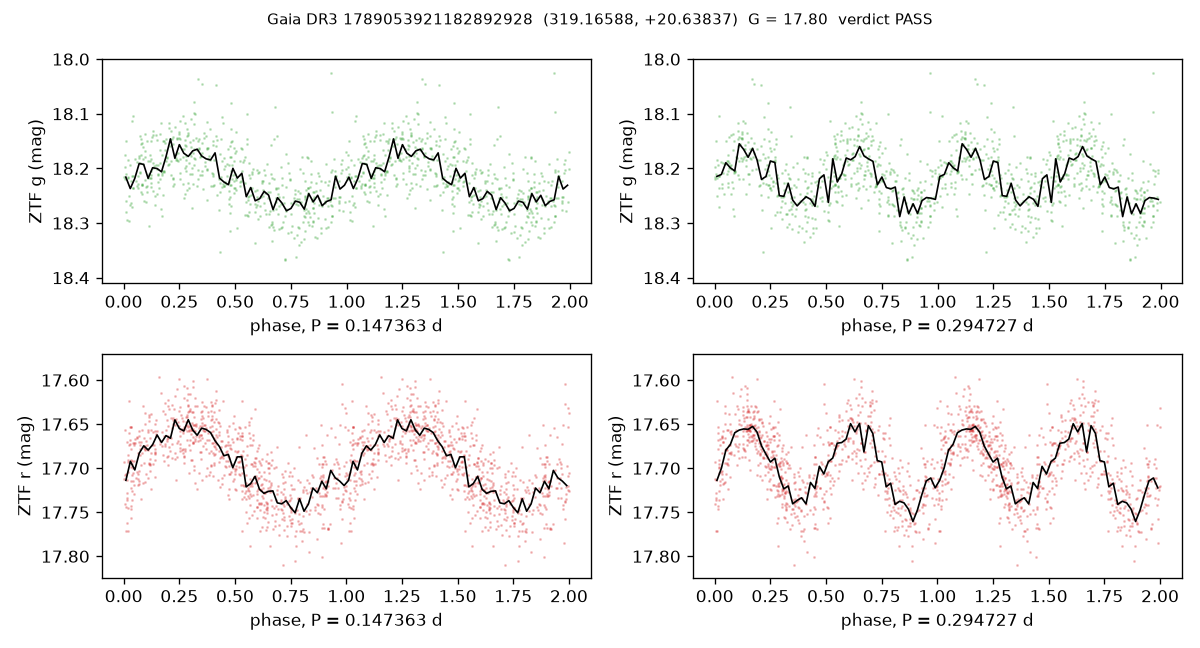 Gaia DR3 1789053921182892928 (319.16588, +20.63837) G = 17.80 verdict PASS
18.0
18.1
18.2
18.3
18.4
ZTF g (mag)
0.00 0.25 0.50 0.75 1.00 1.25 1.50 1.75 2.00
phase, P = 0.147363 d
18.0
18.1
18.2
18.3
18.4
ZTF g (mag)
0.00 0.25 0.50 0.75 1.00 1.25 1.50 1.75 2.00
phase, P = 0.294727 d
17.60
17.65
17.70
17.75
17.80
ZTF r (mag)
0.00 0.25 0.50 0.75 1.00 1.25 1.50 1.75 2.00
phase, P = 0.147363 d
17.60
17.65
17.70
17.75
17.80
ZTF r (mag)
0.00 0.25 0.50 0.75 1.00 1.25 1.50 1.75 2.00
phase, P = 0.294727 d